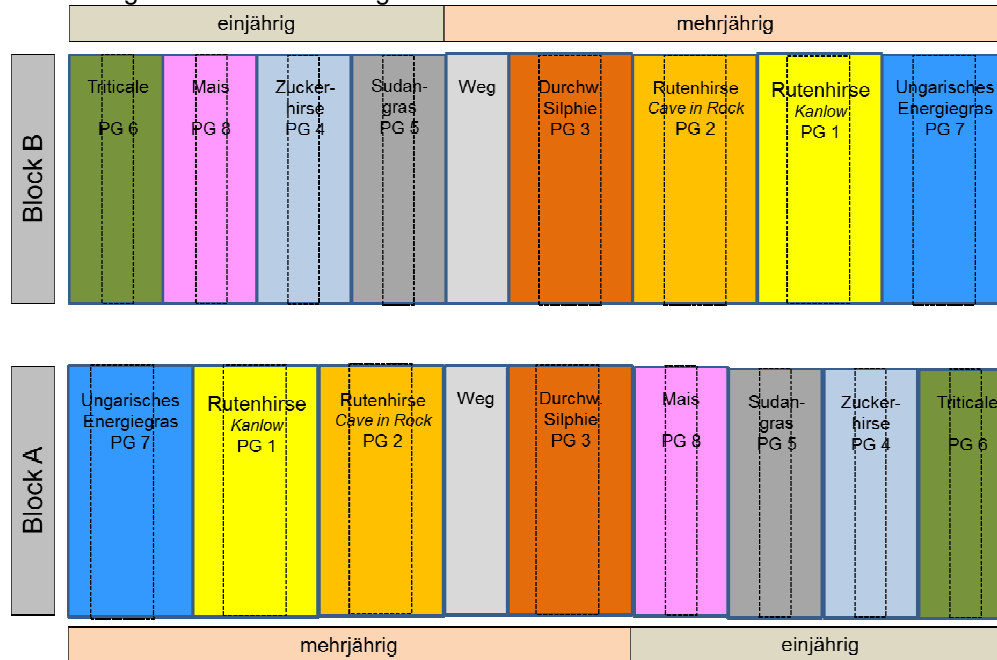 einjährig
mehrjährig
Block B
Triticale
PG 6
Mais
PG 8
Zucker-
hirse
PG 4
Sudan-
gras
PG 5
Weg
Durchw.
Silphie
PG 3
Rutenhirse
Cave in Rock
PG 2
Rutenhirse
Kanlow
PG 1
Ungarisches
Energiegras
PG 7
Block A
Ungarisches
Energiegras
PG 7
Rutenhirse
Kanlow
PG 1
Rutenhirse
Cave in Rock
PG 2
Weg
Durchw.
Silphie
PG 3
Mais
PG 8
Sudan-
gras
PG 5
Zucker-
hirse
PG 4
Triticale
PG 6
mehrjährig
einjährig